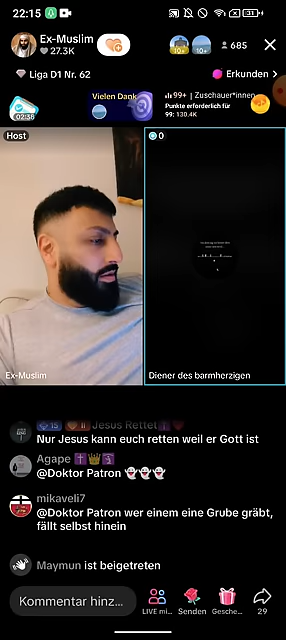 22:15
Ex-Muslim
27.3K
685
Liga D1 Nr. 62
Erkunden
02:38
Vielen Dank
99+ | Zuschauer*innen
Punkte erforderlich für
99: 130.4K
Host
0
Ex-Muslim
Diener des barmherzigen
15 II Jesus Rettet
Nur Jesus kann euch retten weil er Gott ist
Agape
@Doktor Patron
mikaveli7
@Doktor Patron wer einem eine Grube gräbt,
fällt selbst hinein
Maymun ist beigetreten
Kommentar hinz...
LIVE mi...
Senden
Gesche...
29